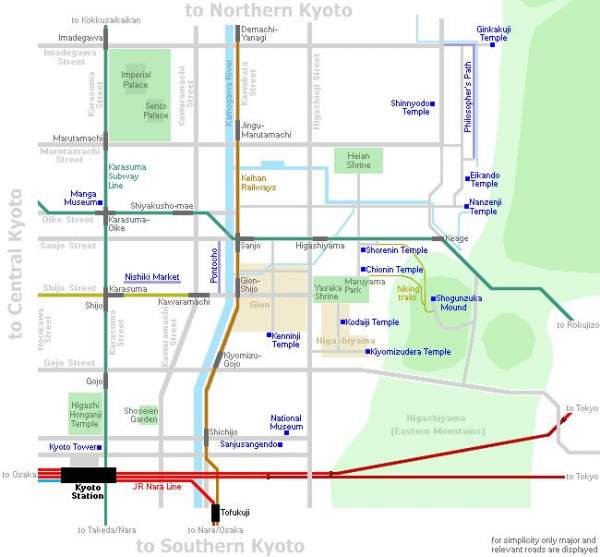 to Northern Kyoto
to Kokkusaikaikan
Imadegawa
Demachi-
Yanagi
Ginkakuji
Temple
Imadegawa
Street
Karasuma
Street
Imperial
Palace
Sento
Palace
Kawaramachi
Street
Kamogawa River
Kawabata
Street
Higashioji Street
Philosopher's Path
Shinnyodo
Temple
Jingu-
Marutamachi
Marutamachi
Marutamachi
Street
Heian
Shrine
Karasuma
Subway
Line
Keihan
Railways
Eikando
Temple
Manga
Museum
Shiyakusho-mae
Nanzenji
Temple
Oike Street
Karasuma-
Oike
Sanjo Street
Sanjo
Higashiyama
Keage
to Central Kyoto
Pontocho
Shorenin Temple
Chionin Temple
Nishiki Market
Gion-
Shijo
Maruyama
Park
Yasaka
Shrine
hiking
trails
Shogunzuka
Mound
Shijo Street
Shijo
Karasuma
Kawaramachi
Gion
to Rokujizo
Horikawa
Street
Karasuma
Street
Kawaramachi
Street
Kodaiji Temple
Kenninji
Temple
Higashiyama
Kiyomizudera Temple
Kiyomizu-
Gojo
Gojo Street
Gojo
Higashi
Honganji
Temple
Shoseien
Garden
National
Museum
Higashiyama
(Eastern Mountains)
to Tokyo
Shichijo
Kyoto Tower
Sanjusangendo
to Osaka
Kyoto
Station
JR Nara Line
to Tokyo
Tofukuji
to Takeda/Nara
to Nara/Osaka
to Southern Kyoto
for simplicity only major and
relevant roads are displayed